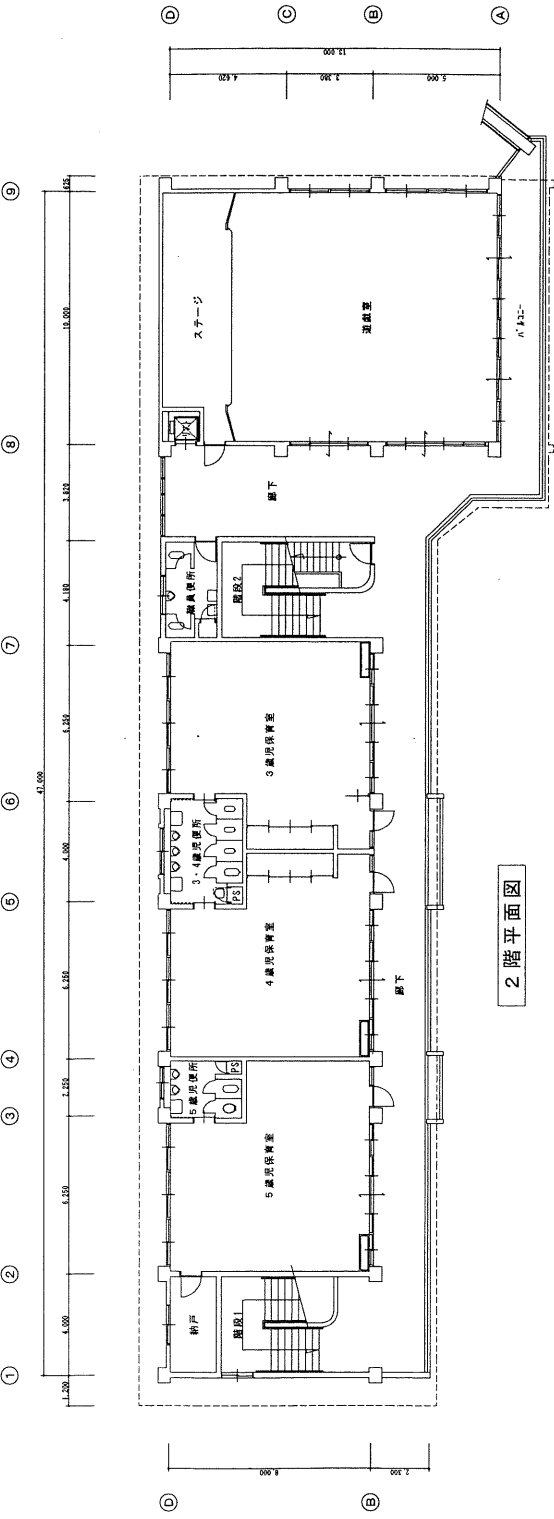 ① ② ③ ④ ⑤ ⑥ ⑦ ⑧ ⑨
47.000
1.200 4.000 6.250 2.250 6.250 4.000 6.250 4.180 3.820 10.000 625
Ⓓ
8.000
Ⓑ
2.300
納戸
階段1
5歳児保育室
5歳児便所
PS
4歳児保育室
PS
3・4歳児便所
3歳児保育室
職員便所
階段2
廊下
廊下
ステージ
遊戯室
バルコニー
Ⓓ
4.620
Ⓒ
3.380
13.000
Ⓑ
5.000
Ⓐ
2階平面図